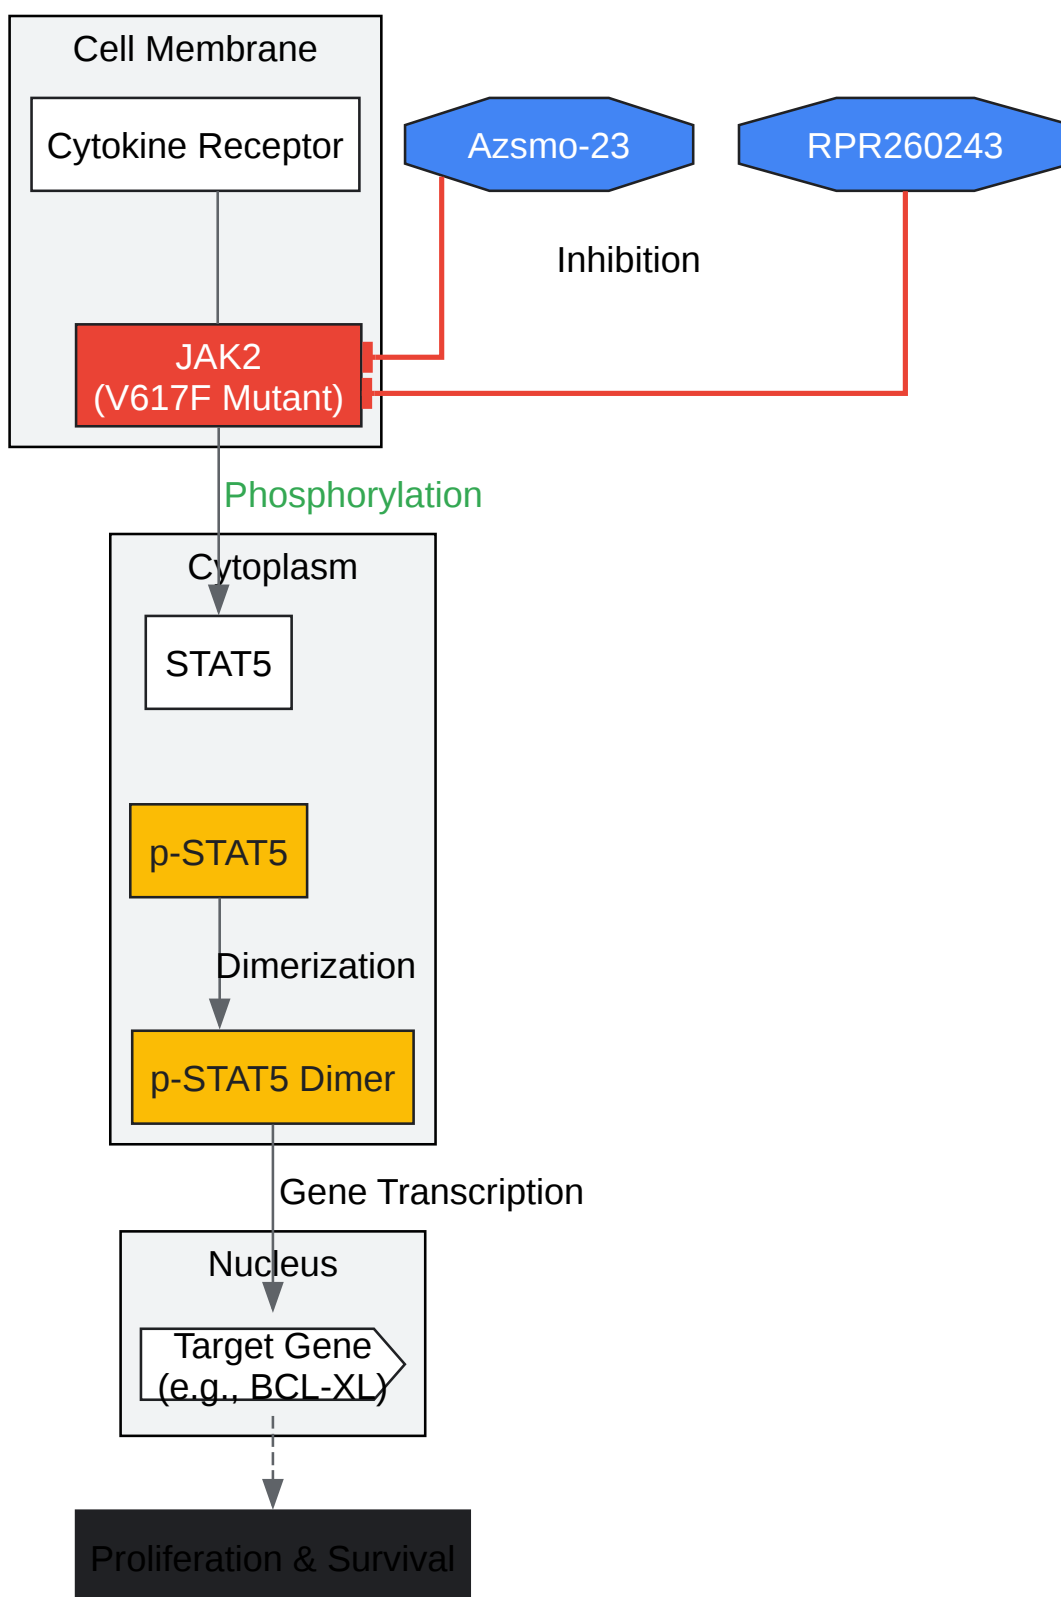 Cell Membrane
Cytokine Receptor
Azsmo-23
RPR260243
Inhibition
JAK2
(V617F Mutant)
Phosphorylation
Cytoplasm
STAT5
p-STAT5
Dimerization
p-STAT5 Dimer
Gene Transcription
Nucleus
Target Gene
(e.g., BCL-XL)
Proliferation & Survival